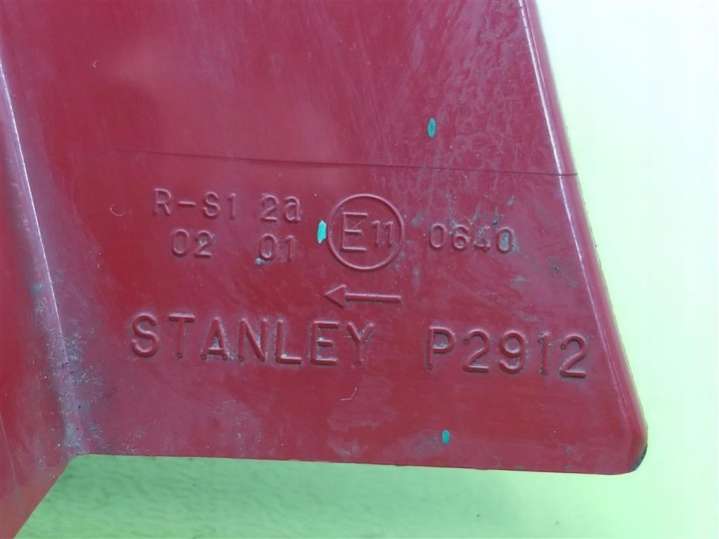 R-S1 2a
02 01 E11 0640
←
STANLEY P2912